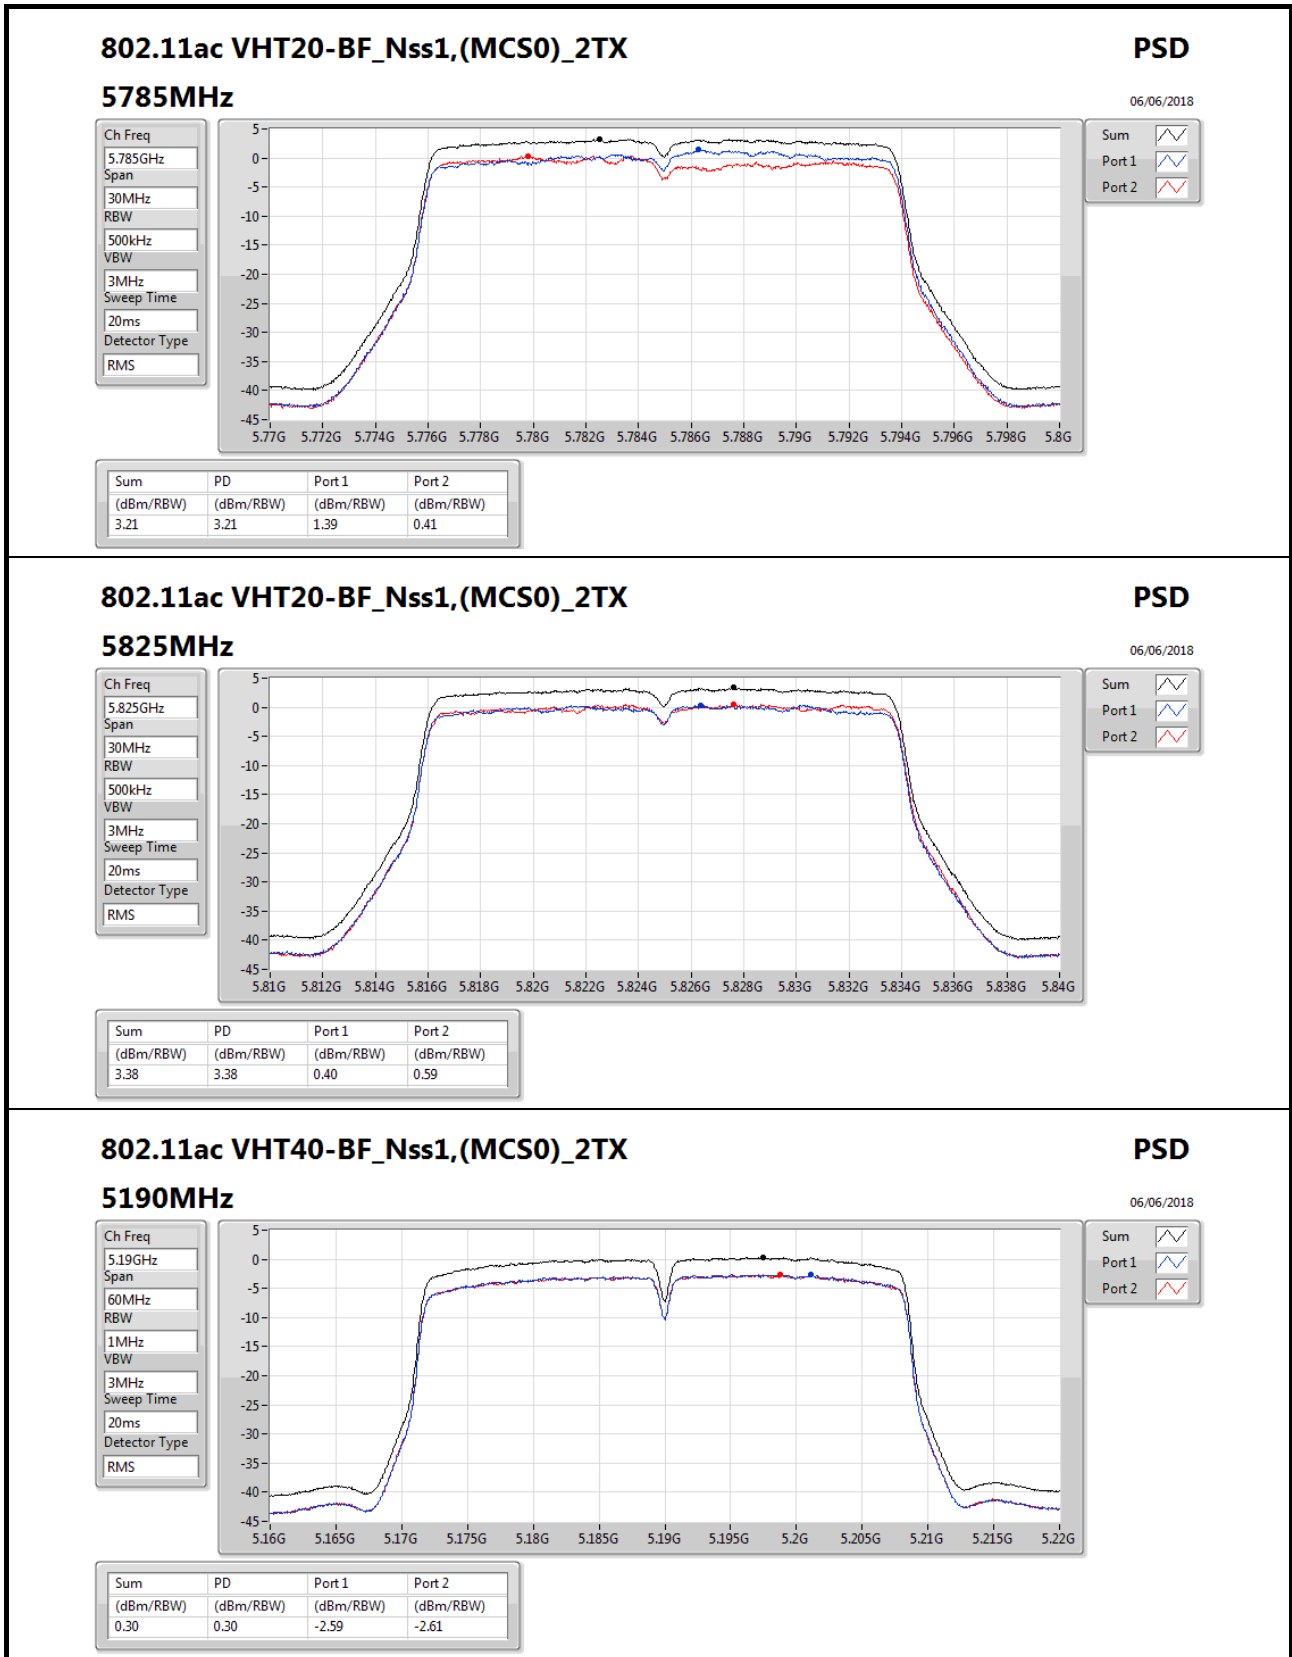 802.11ac VHT20-BF_Nss1,(MCS0)_2TX PSD
5785MHz 06/06/2018
Ch Freq
5.785GHz
Span
30MHz
RBW
500kHz
VBW
3MHz
Sweep Time
20ms
Detector Type
RMS
5
0
-5
-10
-15
-20
-25
-30
-35
-40
-45
5.77G 5.772G 5.774G 5.776G 5.778G 5.78G 5.782G 5.784G 5.786G 5.788G 5.79G 5.792G 5.794G 5.796G 5.798G 5.8G
Sum
Port 1
Port 2
Sum PD Port 1 Port 2
(dBm/RBW) (dBm/RBW) (dBm/RBW) (dBm/RBW)
3.21 3.21 1.39 0.41
802.11ac VHT20-BF_Nss1,(MCS0)_2TX PSD
5825MHz 06/06/2018
Ch Freq
5.825GHz
Span
30MHz
RBW
500kHz
VBW
3MHz
Sweep Time
20ms
Detector Type
RMS
5
0
-5
-10
-15
-20
-25
-30
-35
-40
-45
5.81G 5.812G 5.814G 5.816G 5.818G 5.82G 5.822G 5.824G 5.826G 5.828G 5.83G 5.832G 5.834G 5.836G 5.838G 5.84G
Sum
Port 1
Port 2
Sum PD Port 1 Port 2
(dBm/RBW) (dBm/RBW) (dBm/RBW) (dBm/RBW)
3.38 3.38 0.40 0.59
802.11ac VHT40-BF_Nss1,(MCS0)_2TX PSD
5190MHz 06/06/2018
Ch Freq
5.19GHz
Span
60MHz
RBW
1MHz
VBW
3MHz
Sweep Time
20ms
Detector Type
RMS
5
0
-5
-10
-15
-20
-25
-30
-35
-40
-45
5.16G 5.165G 5.17G 5.175G 5.18G 5.185G 5.19G 5.195G 5.2G 5.205G 5.21G 5.215G 5.22G
Sum
Port 1
Port 2
Sum PD Port 1 Port 2
(dBm/RBW) (dBm/RBW) (dBm/RBW) (dBm/RBW)
0.30 0.30 -2.59 -2.61